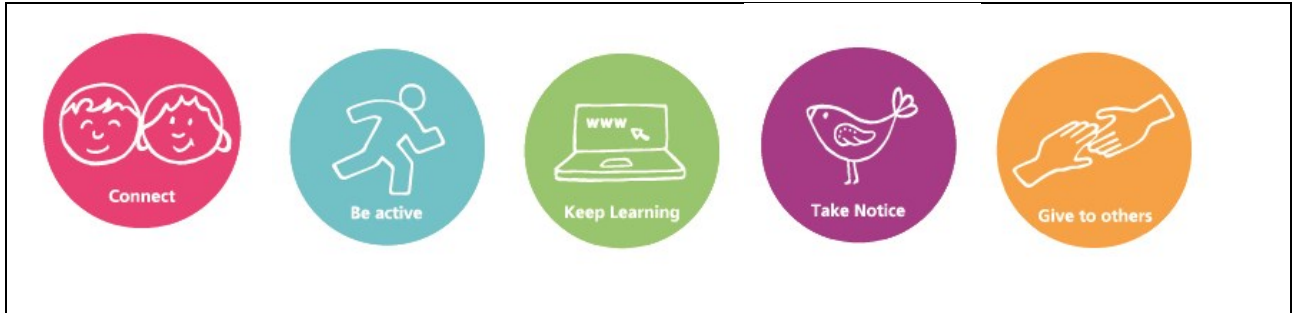 Connect
Be active
www
Keep Learning
Take Notice
Give to others